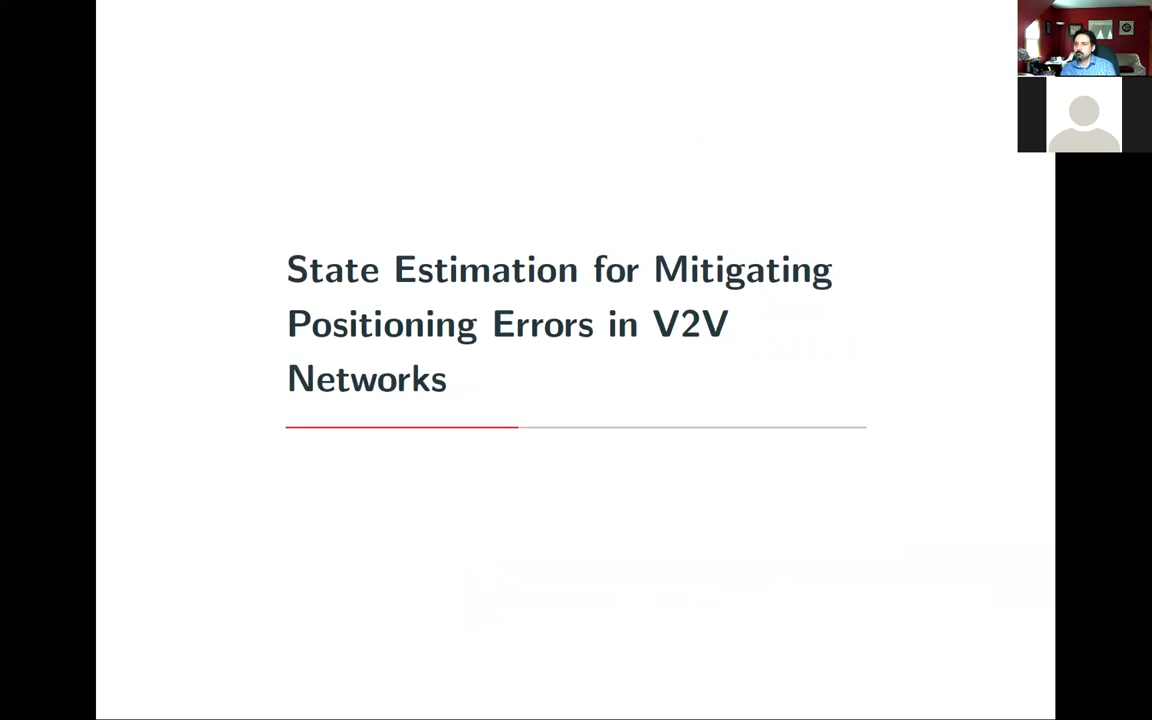 State Estimation for Mitigating
Positioning Errors in V2V
Networks